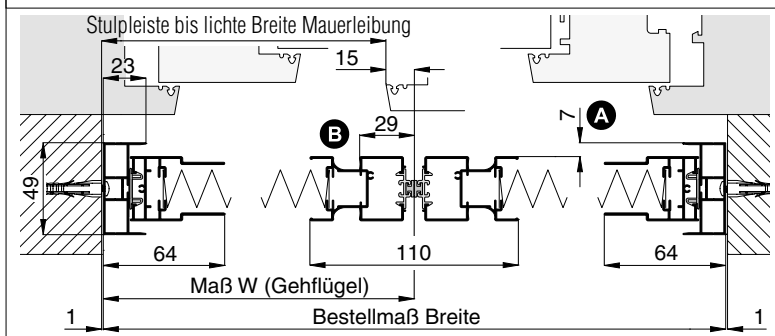 Stulpleiste bis lichte Breite Mauerleibung
23
15
B
29
7
A
49
64
110
64
Maß W (Gehflügel)
1
Bestellmaß Breite
1